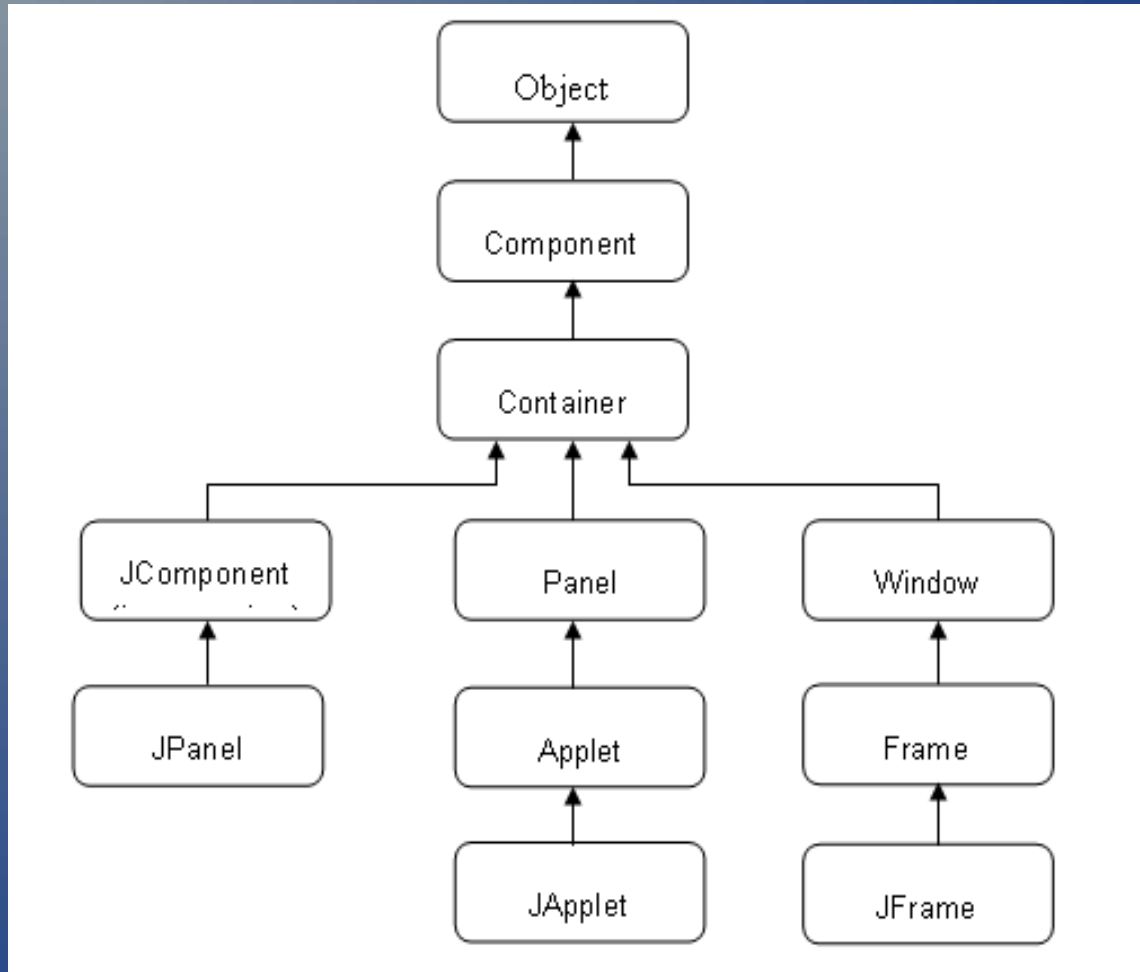 Object
Component
Container
JComponent
Panel
Window
JPanel
Applet
Frame
JApplet
JFrame